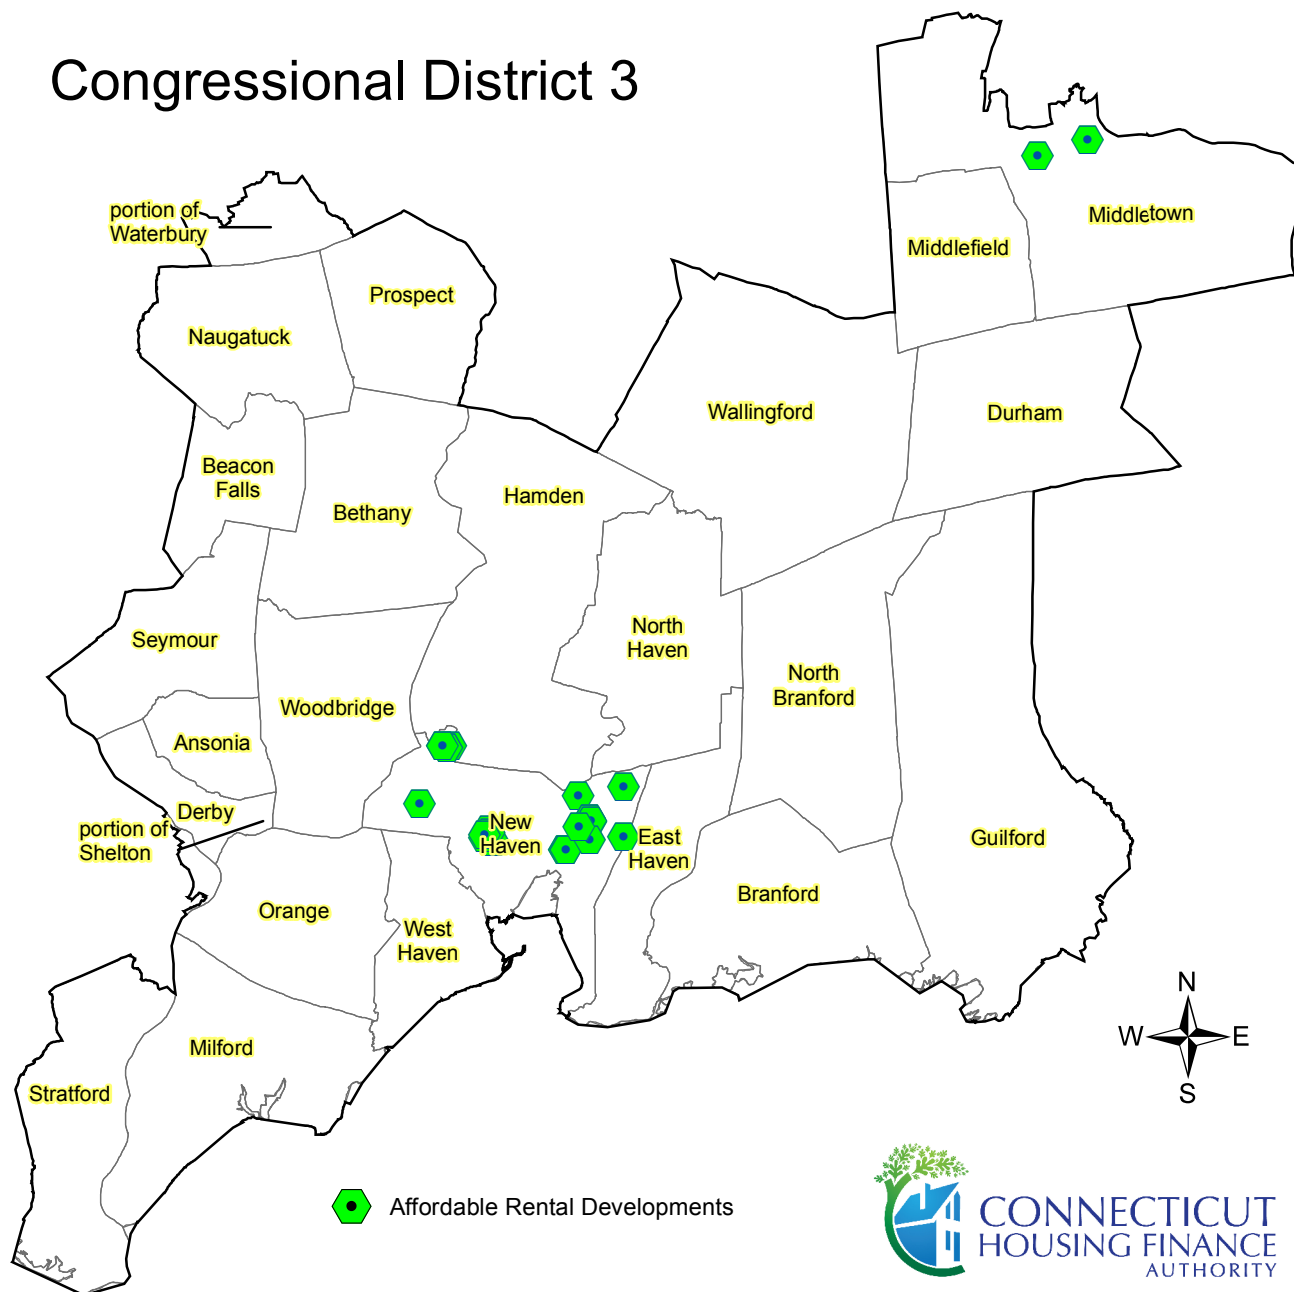 Congressional District 3
portion of
Waterbury
Prospect
Naugatuck
Middletown
Middlefield
Wallingford
Durham
Beacon
Falls
Bethany
Hamden
Seymour
North
Haven
North
Branford
Woodbridge
Ansonia
Derby
portion of
Shelton
New
Haven
East
Haven
Guilford
Branford
Orange
West
Haven
Milford
Stratford
N
W
E
S
Affordable Rental Developments
CONNECTICUT
HOUSING FINANCE
AUTHORITY